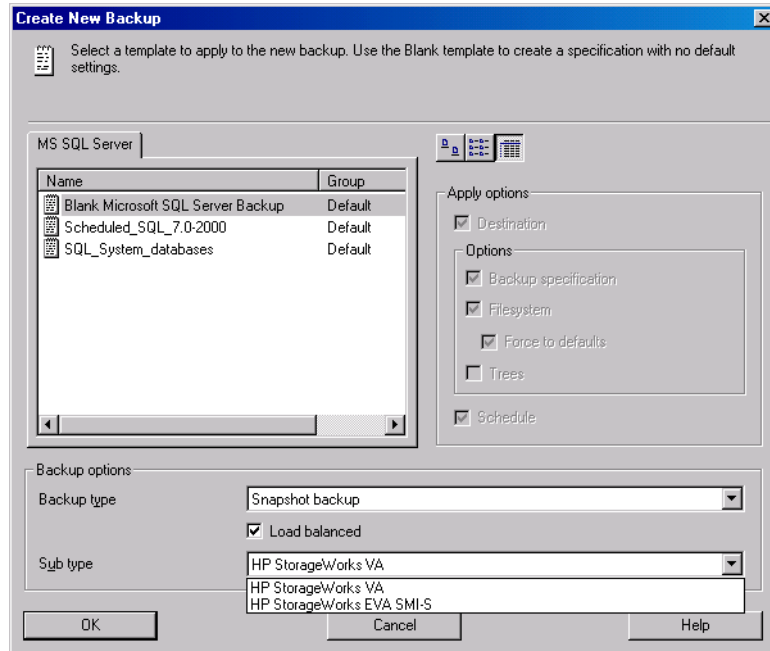 Create New Backup
Select a template to apply to the new backup. Use the Blank template to create a specification with no default
settings.
MS SQL Server
Name Group
Blank Microsoft SQL Server Backup Default
Scheduled_SQL_7.0-2000 Default
SQL_System_databases Default
Apply options
Destination
Options
Backup specification
Filesystem
Force to defaults
Trees
Schedule
Backup options
Backup type Snapshot backup
Load balanced
Sub type HP StorageWorks VA
HP StorageWorks VA
HP StorageWorks EVA SMI-S
OK Cancel Help